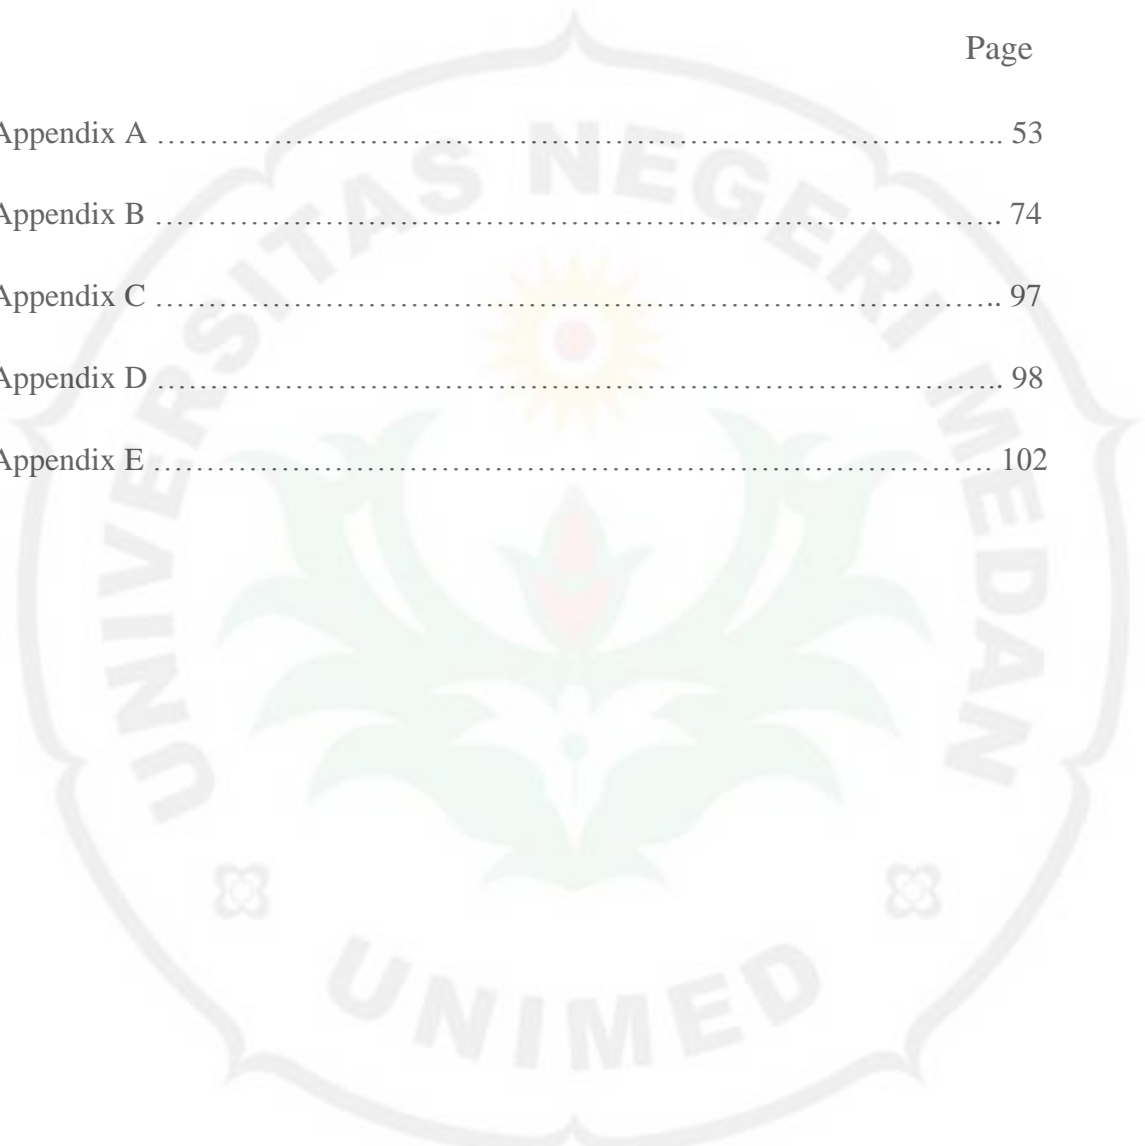 Page
Appendix A ………………………………………………………………….. 53
Appendix B …………………………………………………………………. 74
Appendix C ………………………………………………………………….. 97
Appendix D ………………………………………………………………….. 98
Appendix E …………………………………………………………………. 102
UNIVERSITAS NEGERI MEDAN
UNIMED